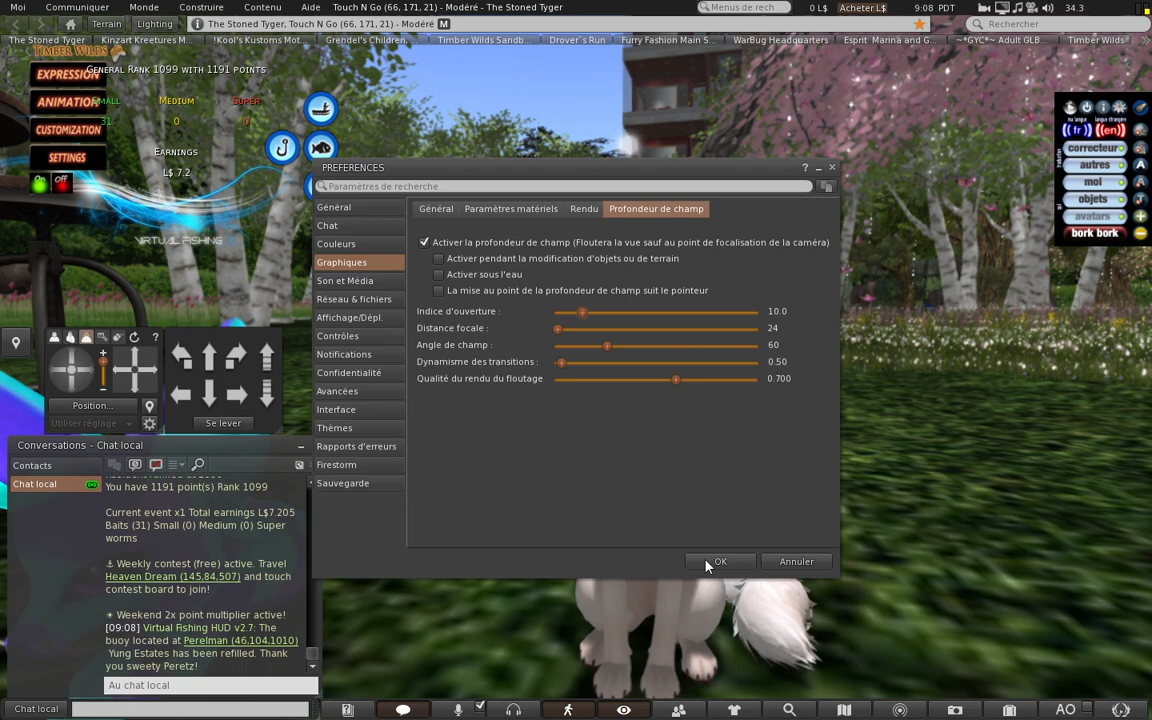 Moi Communiquer Monde Construire Contenu Aide Touch N Go (66, 171, 21) - Modéré - The Stoned Tyger Menus de rech 0 L$ Acheter L$ 9:08 PDT 34.3
Terrain Lighting The Stoned Tyger, Touch N Go (66, 171, 21) - Modéré M Rechercher
The Stoned Tyger Kinzart Kreetures M... !Kool's Kustoms Mot... Grendel's Children. Timber Wilds Sandb... Drover's Run Furry Fashion Main S... WarBug Headquarters Esprit Marina and G... ~*GYC*~ Adult GLB... Timber Wilds
TIMBER WILDS
EXPRESSION
GENERAL RANK 1099 WITH 1191 POINTS
ANIMATION
SMALL MEDIUM SUPER
31 0 0
CUSTOMIZATION
EARNINGS
SETTINGS
L$ 7.2
On Off
VIRTUAL FISHING
ma langue langue étrangère
((fr)) ((en))
traduction
correcteur
autres
moi
objets
avatars
bork bork
PREFERENCES
Paramètres de recherche
Général
Chat
Couleurs
Graphiques
Son et Média
Réseau & fichiers
Affichage/Dépl.
Contrôles
Notifications
Confidentialité
Avancées
Interface
Thèmes
Rapports d'erreurs
Firestorm
Sauvegarde
Général Paramètres matériels Rendu Profondeur de champ
Activer la profondeur de champ (Floutera la vue sauf au point de focalisation de la caméra)
Activer pendant la modification d'objets ou de terrain
Activer sous l'eau
La mise au point de la profondeur de champ suit le pointeur
Indice d'ouverture : 10.0
Distance focale : 24
Angle de champ : 60
Dynamisme des transitions : 0.50
Qualité du rendu du floutage 0.700
OK Annuler
Position...
Utiliser réglage
Se lever
Conversations - Chat local
Contacts
Chat local
You have 1191 point(s) Rank 1099
Current event x1 Total earnings L$7.205
Baits (31) Small (0) Medium (0) Super
worms
⚓ Weekly contest (free) active. Travel
Heaven Dream (145,84,507) and touch
contest board to join!
☀ Weekend 2x point multiplier active!
[09:08] Virtual Fishing HUD v2.7: The
buoy located at Perelman (46,104,1010)
Yung Estates has been refilled. Thank
you sweety Peretz!
Au chat local
Chat local AO